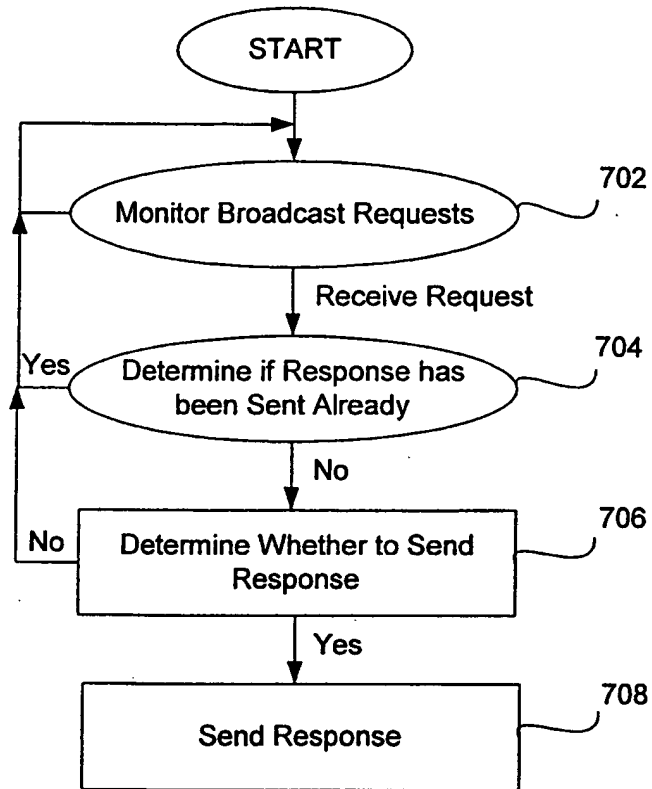 START
702
Monitor Broadcast Requests
Receive Request
704
Yes
Determine if Response has
been Sent Already
No
706
No
Determine Whether to Send
Response
Yes
708
Send Response